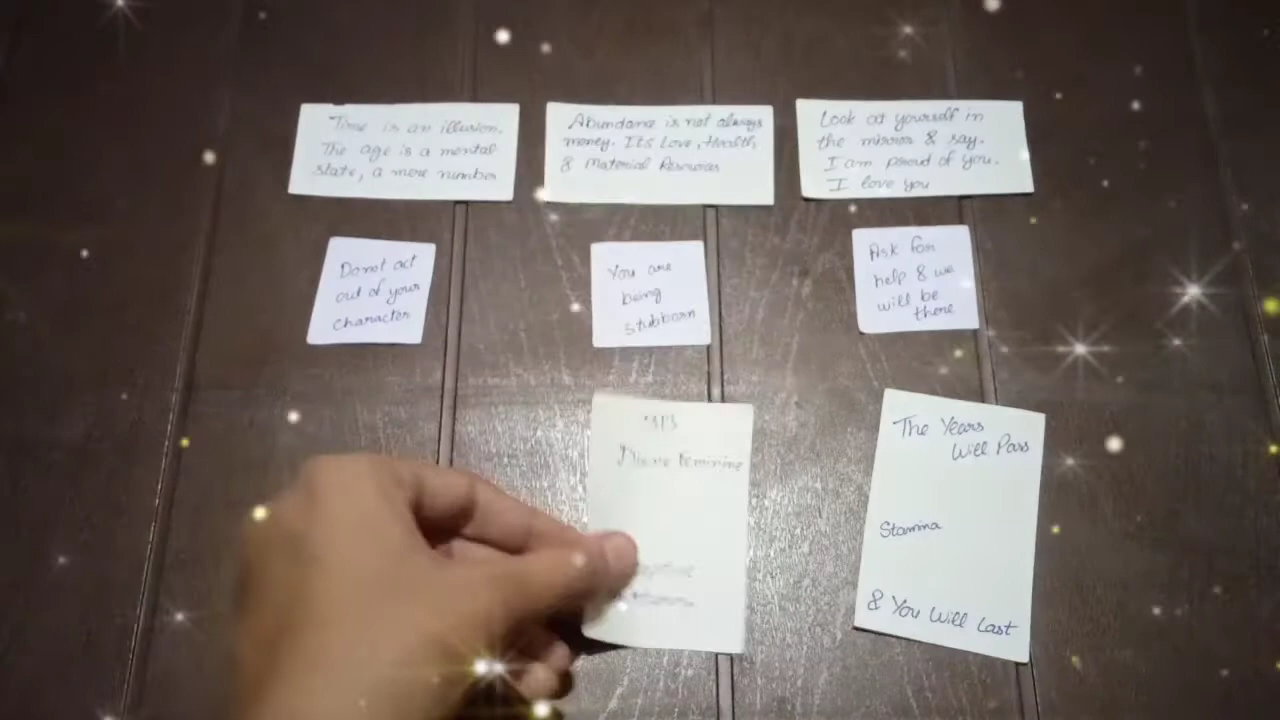 Time is an illusion.
The age is a mental
state, a mere number
Abundance is not always
money. Its Love, Health,
& Material Resources
Look at yourself in
the mirror & say.
I am proud of you.
I love you
Do not act
out of your
character
You are
being
stubborn
Ask for
help & we
will be
there
Divine Feminine
The Years
Will Pass
Stamina
& You Will Last